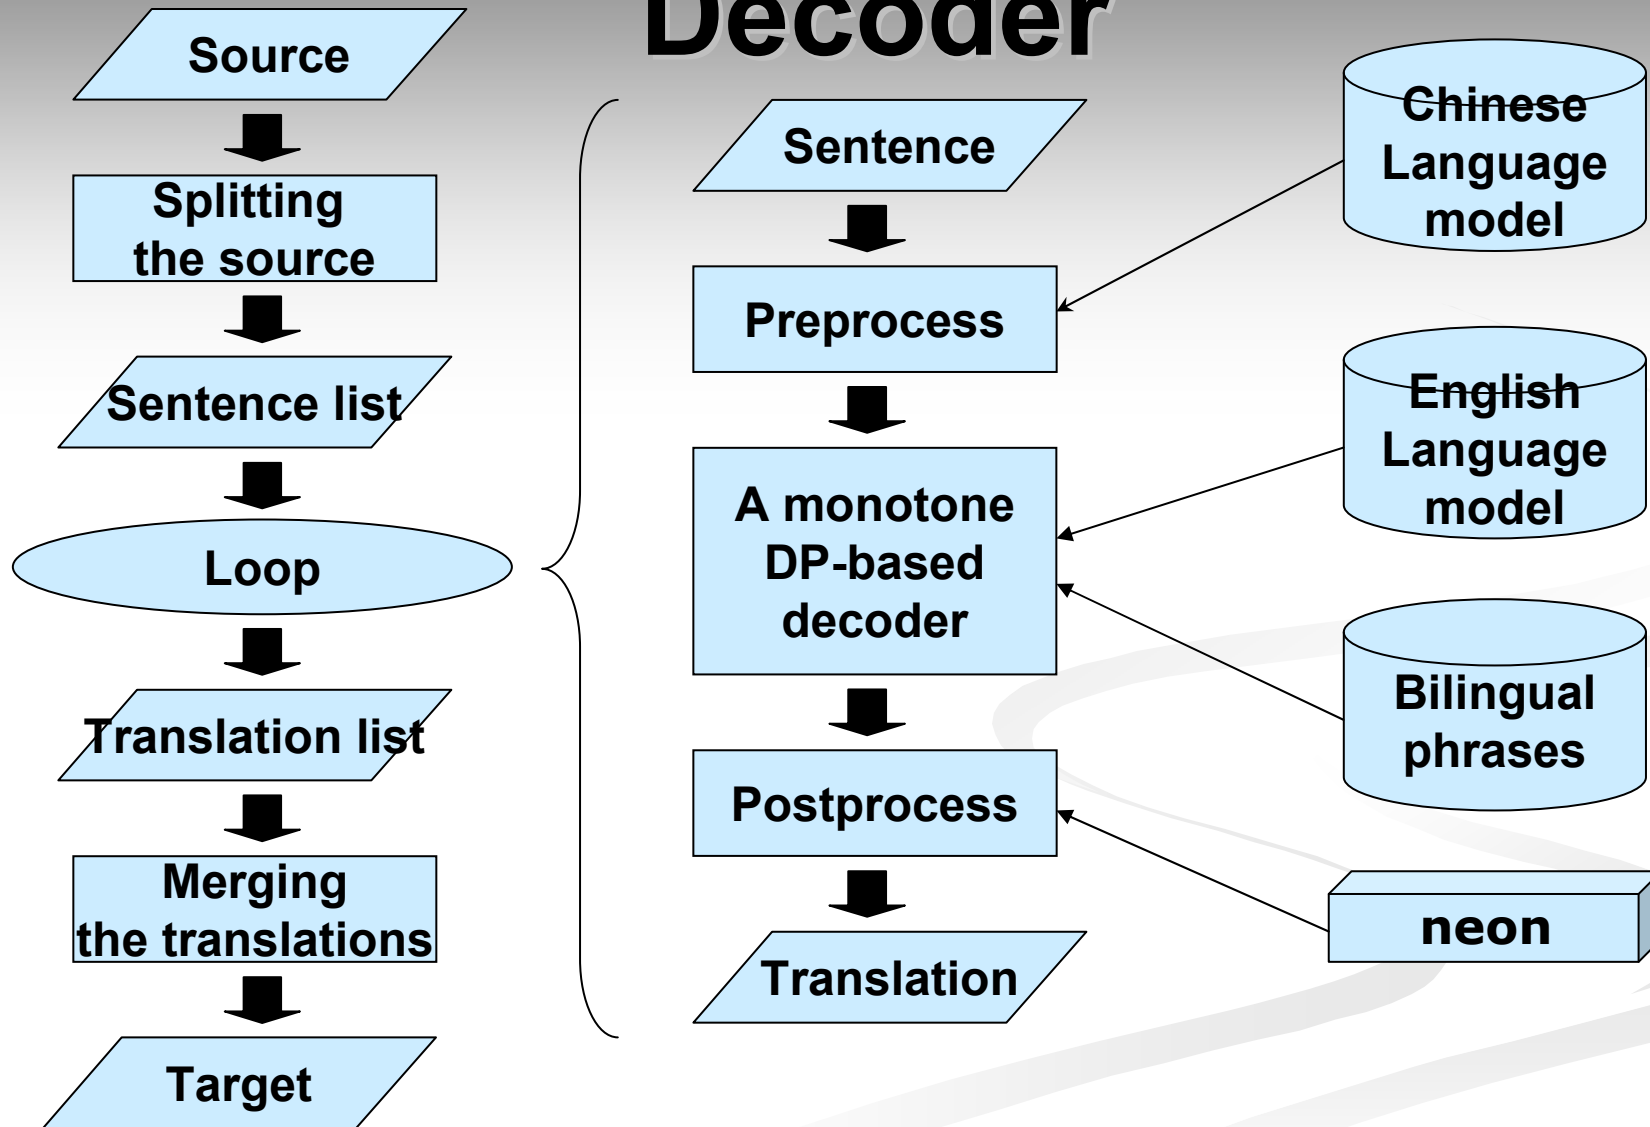 Decoder
Source
Splitting
the source
Sentence list
Loop
Translation list
Merging
the translations
Target
Sentence
Preprocess
A monotone
DP-based
decoder
Postprocess
Translation
Chinese
Language
model
English
Language
model
Bilingual
phrases
neon